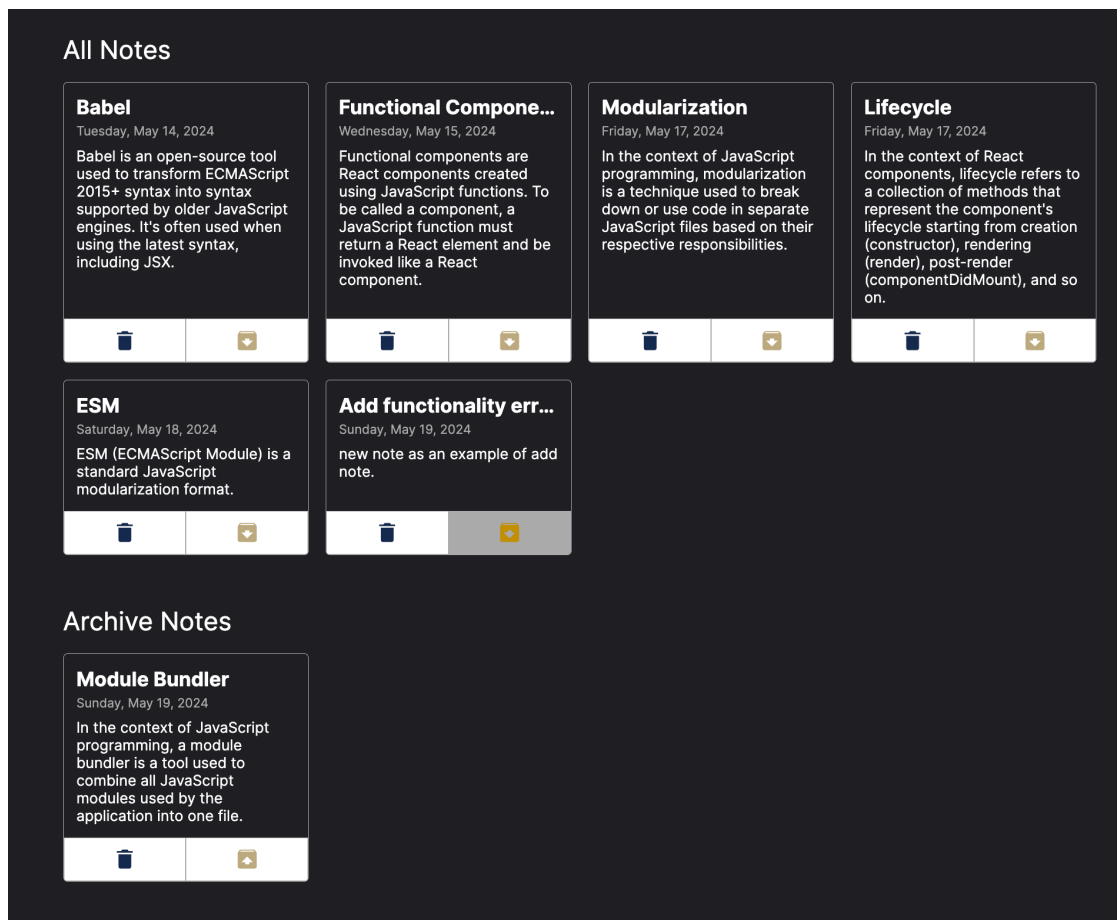 All Notes
Babel
Tuesday, May 14, 2024
Babel is an open-source tool
used to transform ECMAScript
2015+ syntax into syntax
supported by older JavaScript
engines. It's often used when
using the latest syntax,
including JSX.
Functional Compone...
Wednesday, May 15, 2024
Functional components are
React components created
using JavaScript functions. To
be called a component, a
JavaScript function must
return a React element and be
invoked like a React
component.
Modularization
Friday, May 17, 2024
In the context of JavaScript
programming, modularization
is a technique used to break
down or use code in separate
JavaScript files based on their
respective responsibilities.
Lifecycle
Friday, May 17, 2024
In the context of React
components, lifecycle refers to
a collection of methods that
represent the component's
lifecycle starting from creation
(constructor), rendering
(render), post-render
(componentDidMount), and so
on.
ESM
Saturday, May 18, 2024
ESM (ECMAScript Module) is a
standard JavaScript
modularization format.
Add functionality err...
Sunday, May 19, 2024
new note as an example of add
note.
Archive Notes
Module Bundler
Sunday, May 19, 2024
In the context of JavaScript
programming, a module
bundler is a tool used to
combine all JavaScript
modules used by the
application into one file.